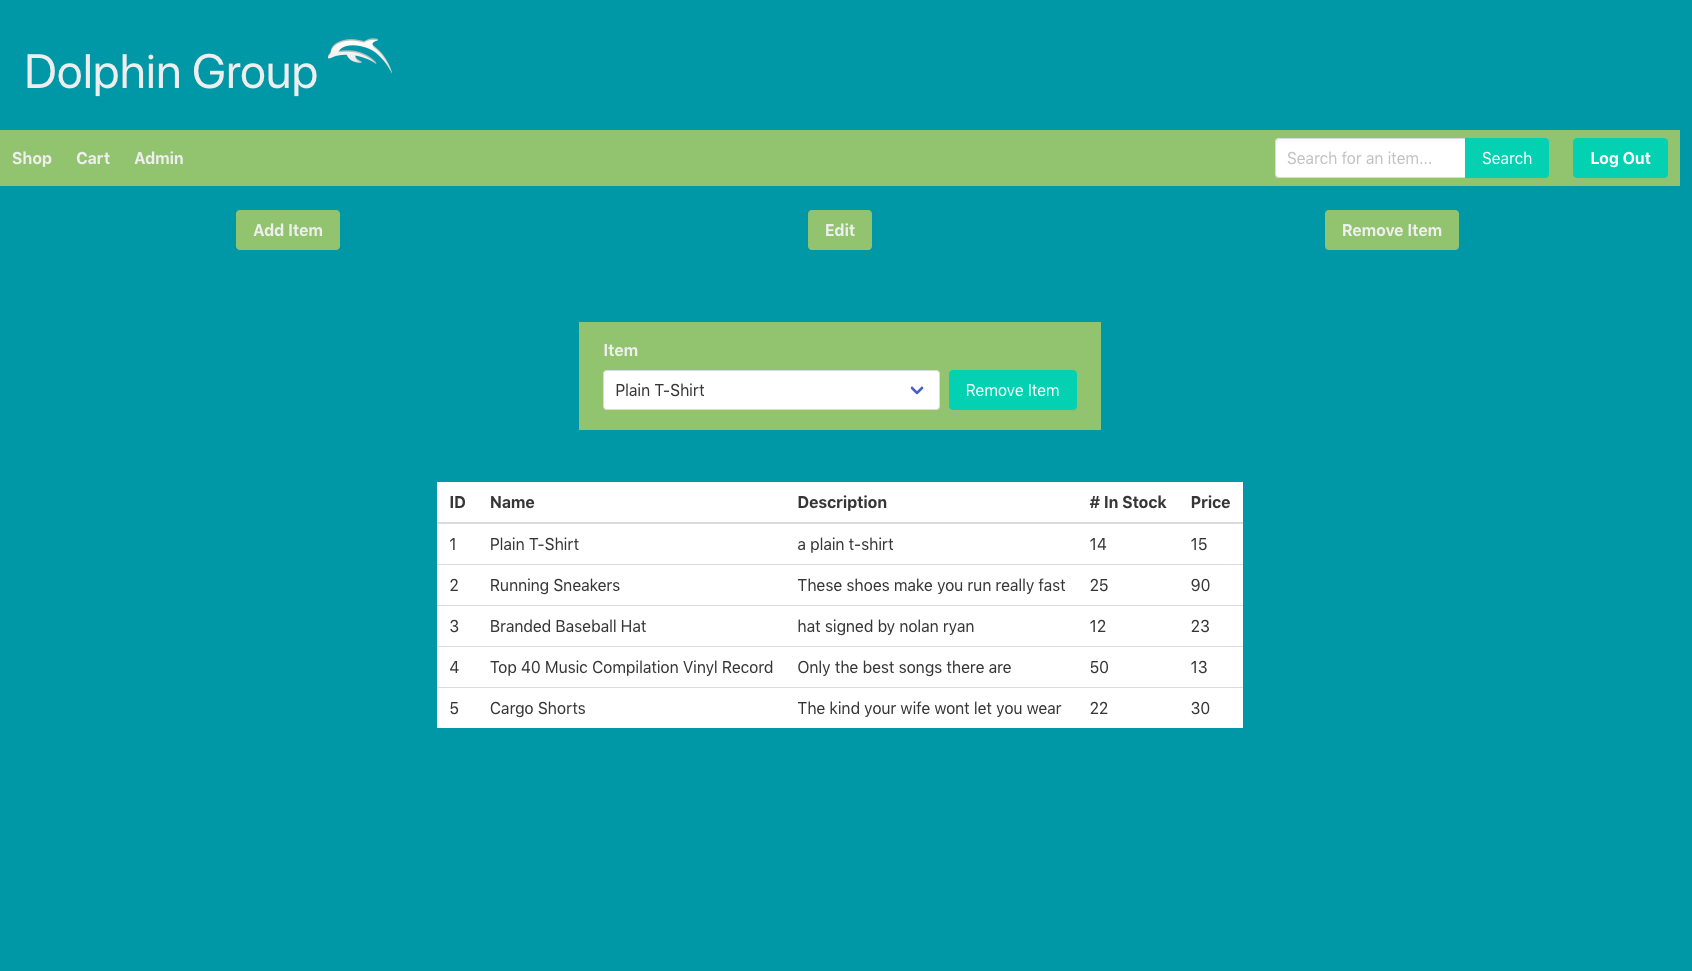 Dolphin Group
Shop Cart Admin Search for an item... Search Log Out
Add Item Edit Remove Item
Item
Plain T-Shirt Remove Item
ID Name Description # In Stock Price
1 Plain T-Shirt a plain t-shirt 14 15
2 Running Sneakers These shoes make you run really fast 25 90
3 Branded Baseball Hat hat signed by nolan ryan 12 23
4 Top 40 Music Compilation Vinyl Record Only the best songs there are 50 13
5 Cargo Shorts The kind your wife wont let you wear 22 30